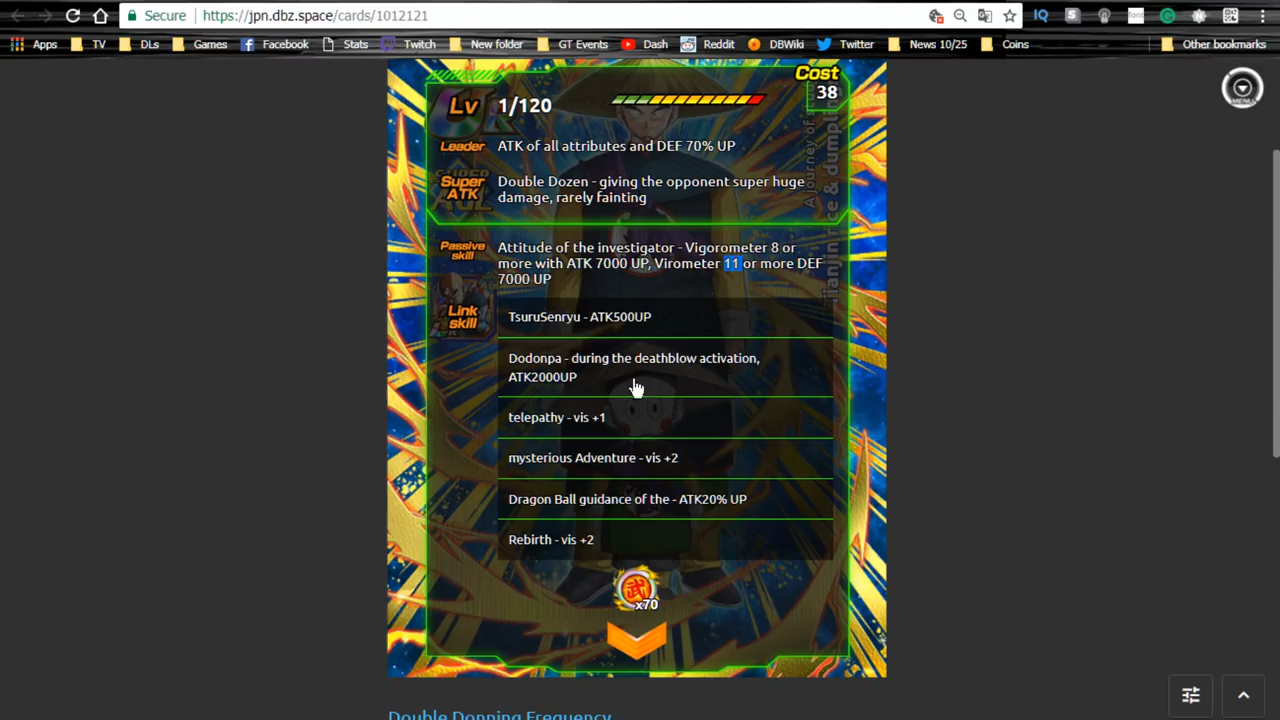 Secure https://jpn.dbz.space/cards/1012121
Apps TV DLs Games Facebook Stats Twitch New folder GT Events Dash Reddit DBWiki Twitter News 10/25 Coins Other bookmarks
Cost
38
Lv 1/120
MENU
Leader ATK of all attributes and DEF 70% UP
Super ATK
Double Dozen - giving the opponent super huge
damage, rarely fainting
Passive skill
Attitude of the investigator - Vigorometer 8 or
more with ATK 7000 UP, Virometer 11 or more DEF
7000 UP
Link skill
TsuruSenryu - ATK500UP
Dodonpa - during the deathblow activation,
ATK2000UP
telepathy - vis +1
mysterious Adventure - vis +2
Dragon Ball guidance of the - ATK20% UP
Rebirth - vis +2
武
x70
Double Donning Frequency